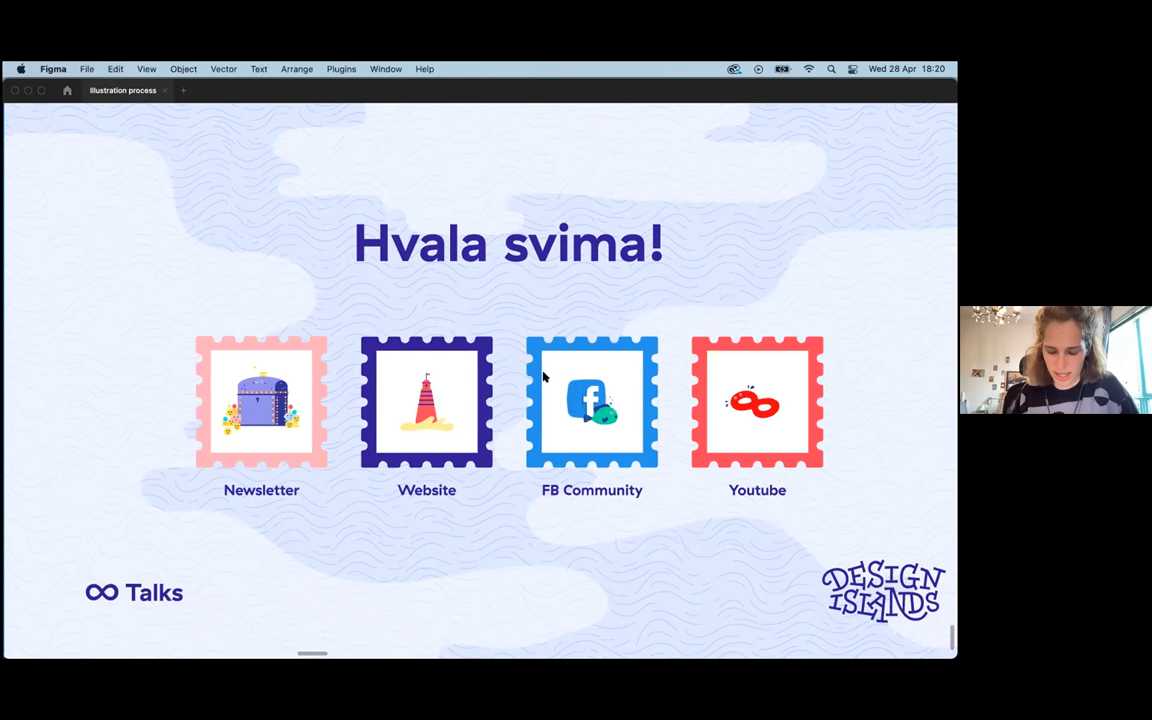 Figma File Edit View Object Vector Text Arrange Plugins Window Help Wed 28 Apr 18:20
Illustration process
Hvala svima!
Newsletter Website FB Community Youtube
Talks
DESIGN
ISLANDS